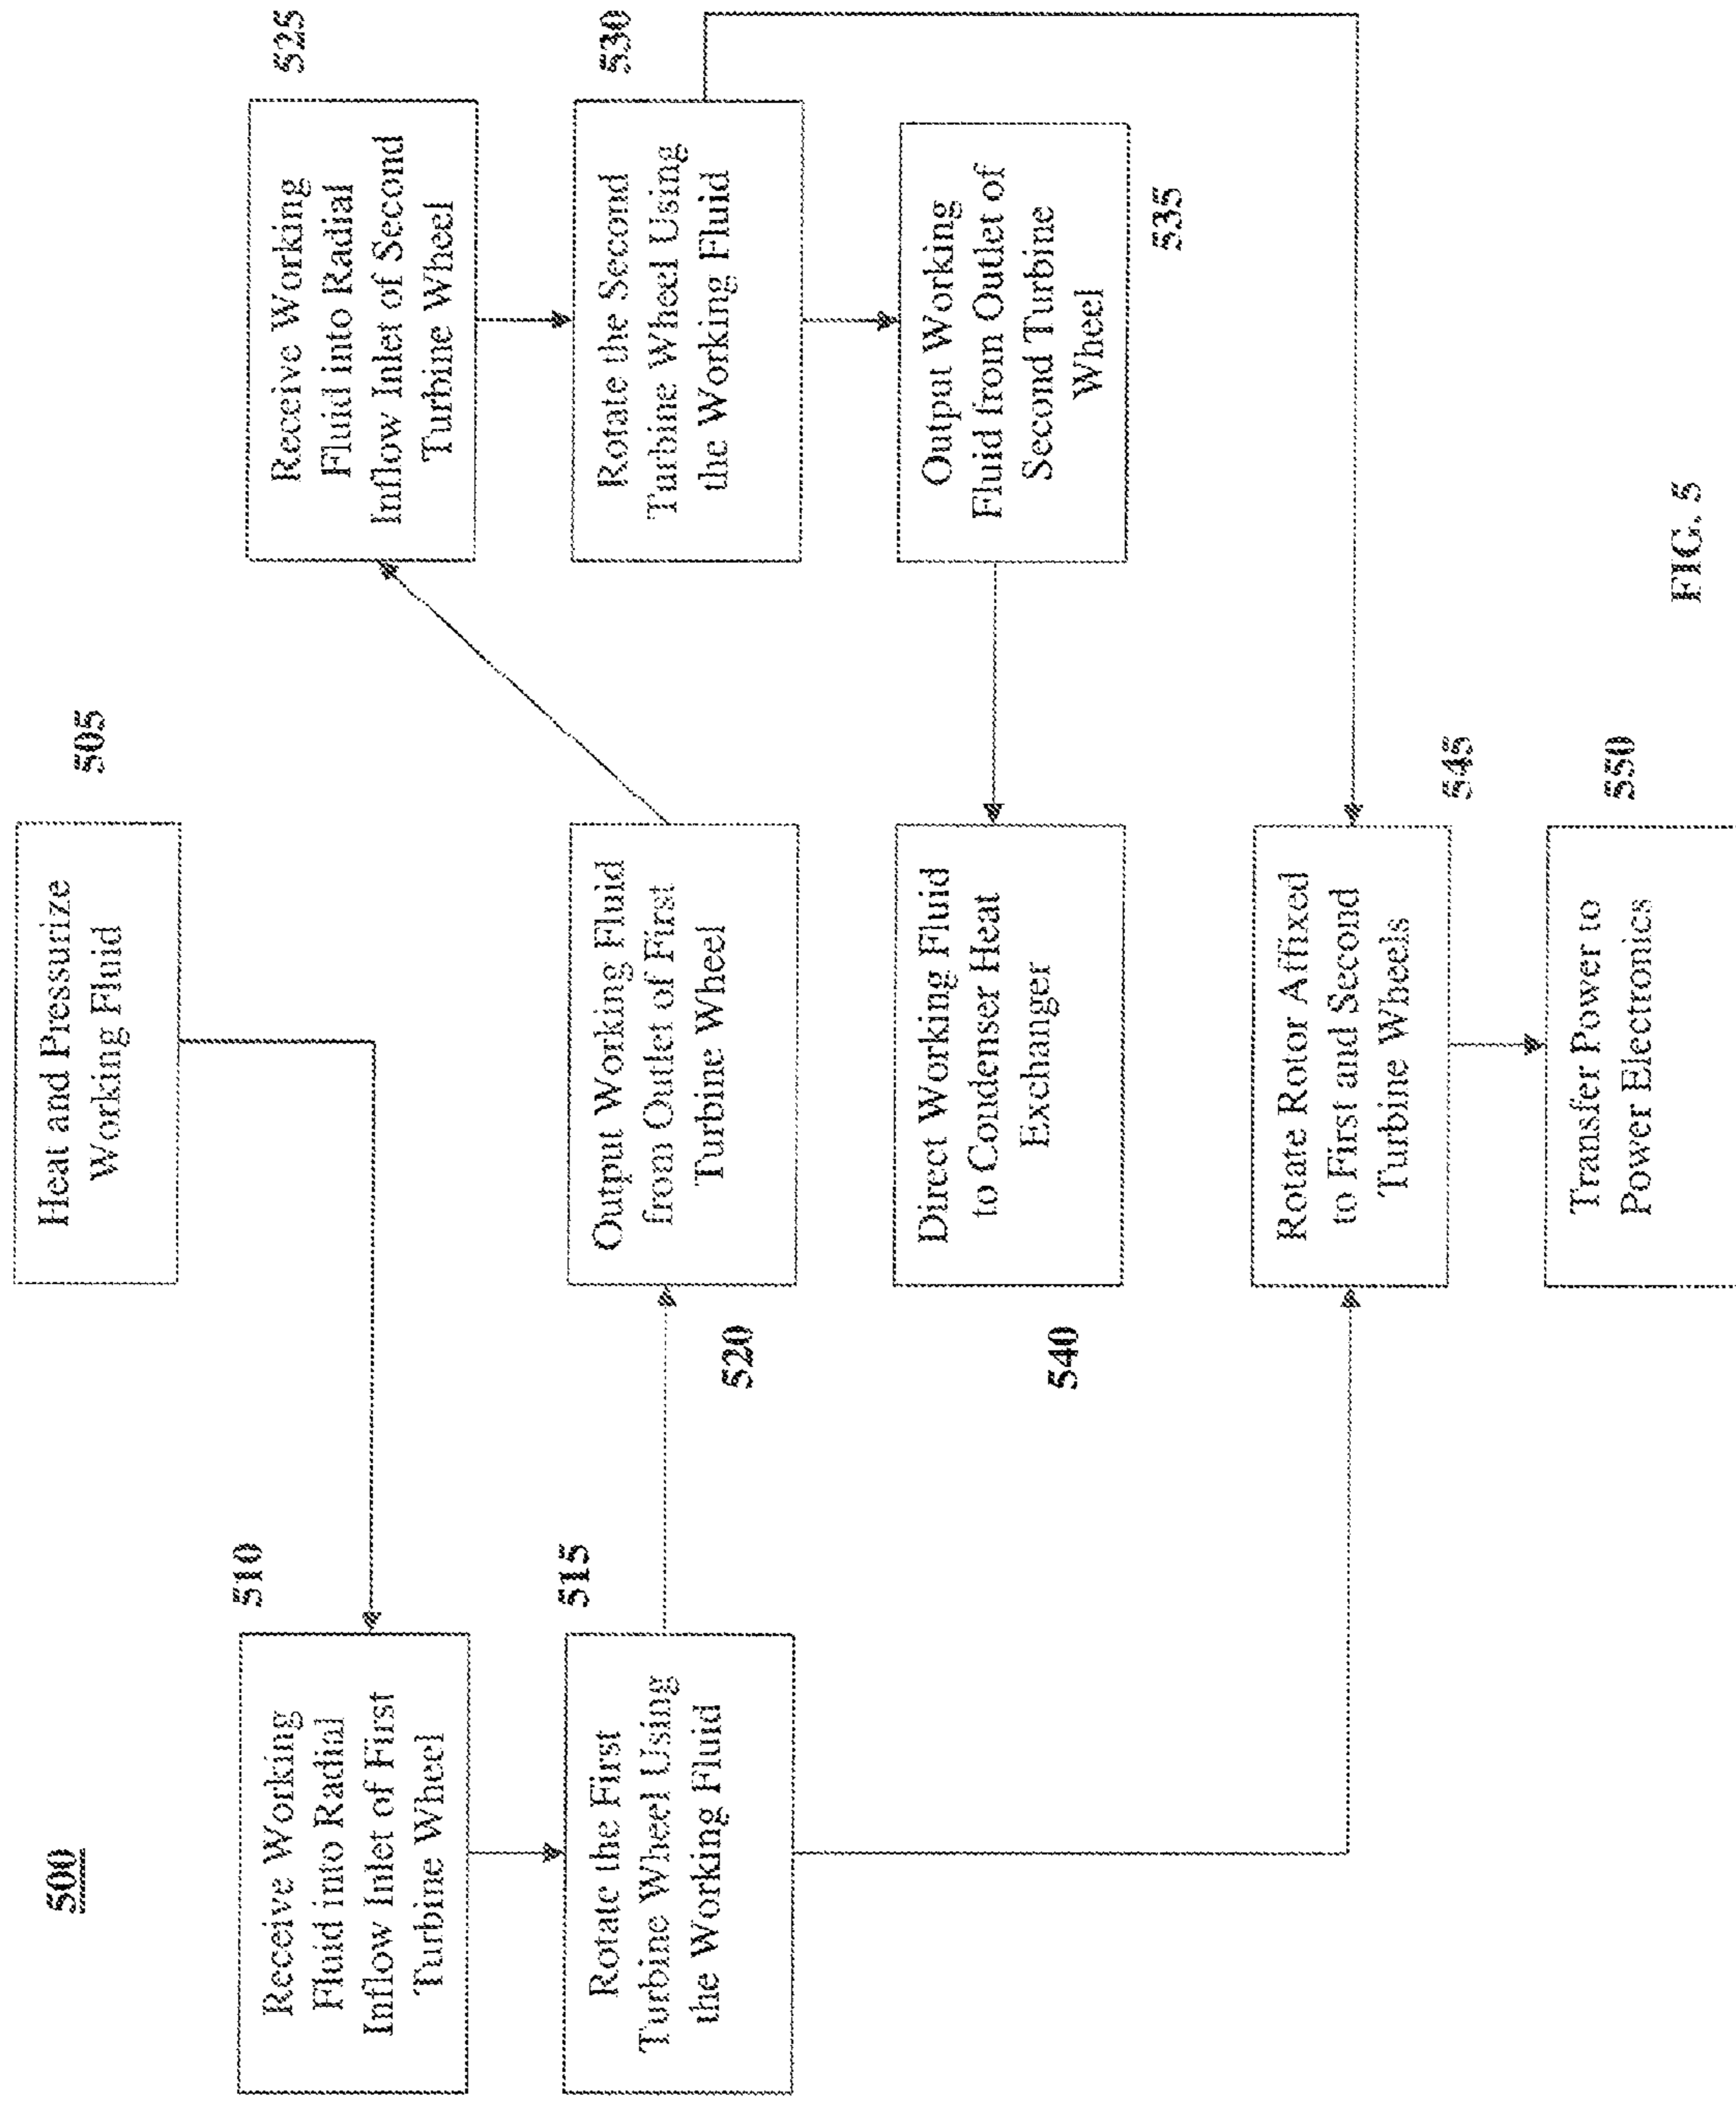 500
Heat and Pressurize
Working Fluid
505
Receive Working
Fluid into Radial
Inflow Inlet of First
Turbine Wheel
510
Rotate the First
Turbine Wheel Using
the Working Fluid
515
Output Working Fluid
from Outlet of First
Turbine Wheel
520
Receive Working
Fluid into Radial
Inflow Inlet of Second
Turbine Wheel
525
Rotate the Second
Turbine Wheel Using
the Working Fluid
530
Output Working
Fluid from Outlet of
Second Turbine
Wheel
535
Direct Working Fluid
to Condenser Heat
Exchanger
540
Rotate Rotor Affixed
to First and Second
Turbine Wheels
545
Transfer Power to
Power Electronics
550
FIG. 5